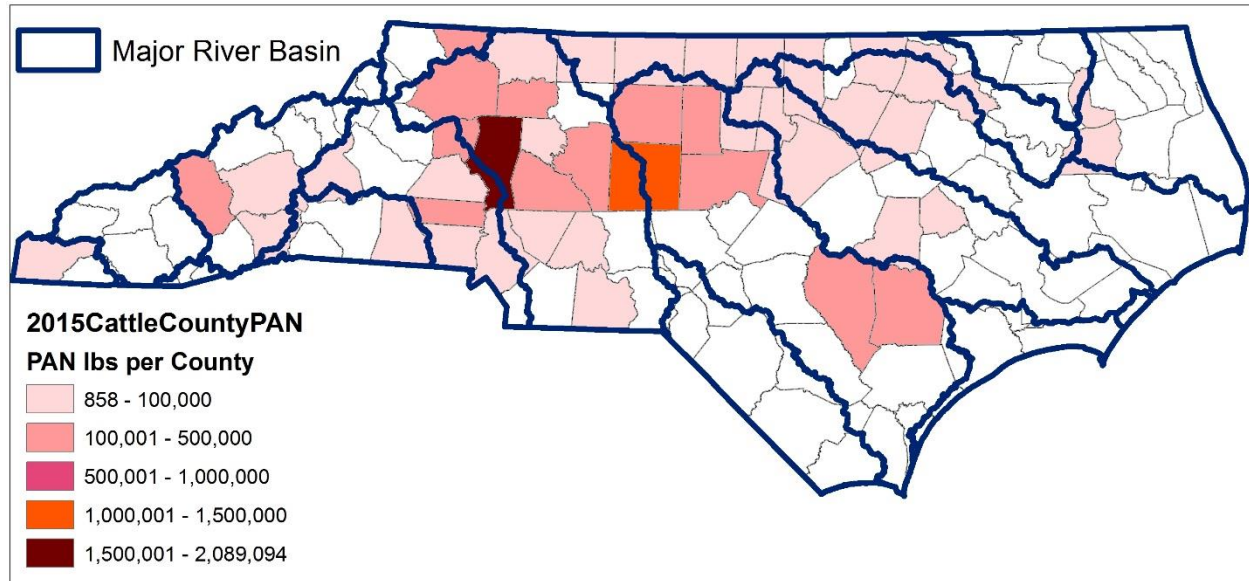 Major River Basin
2015CattleCountyPAN
PAN lbs per County
858 - 100,000
100,001 - 500,000
500,001 - 1,000,000
1,000,001 - 1,500,000
1,500,001 - 2,089,094